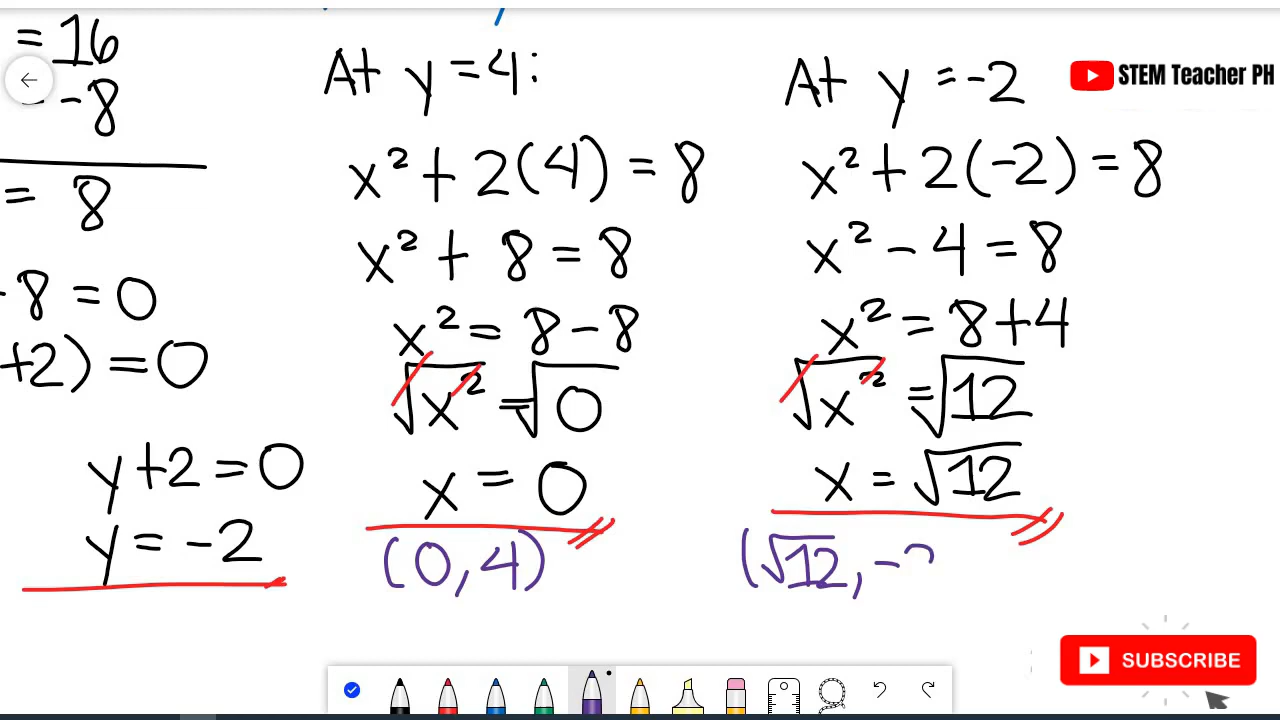 = 16
= -8
= 8
-8 = 0
+2) = 0
y+2 = 0
y = -2
At y = 4:
x² + 2(4) = 8
x² + 8 = 8
x² = 8 - 8
√x² = √0
x = 0
(0, 4)
At y = -2
x² + 2(-2) = 8
x² - 4 = 8
x² = 8+4
√x² = √12
x = √12
(√12, -
STEM Teacher PH
SUBSCRIBE